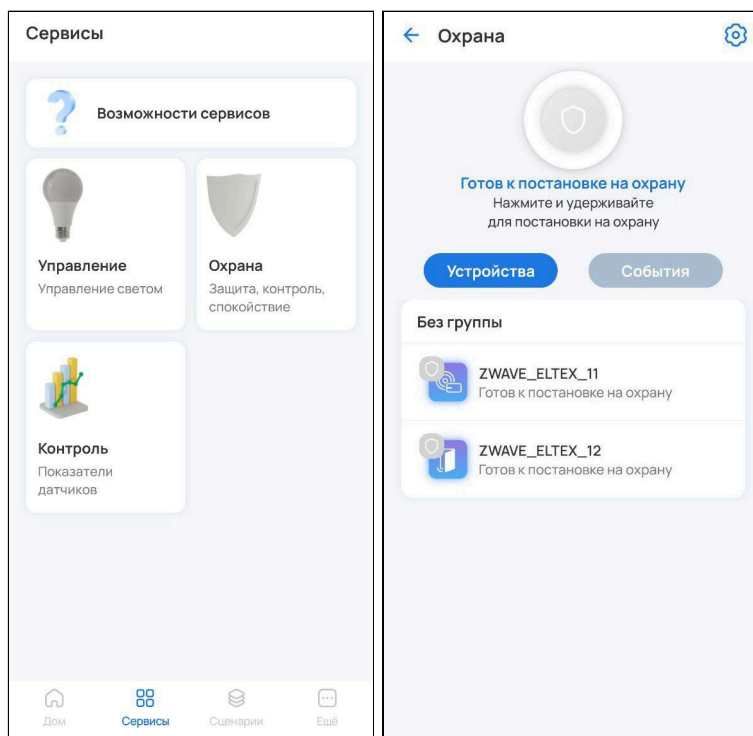 Сервисы
Возможности сервисов
Управление
Управление светом
Охрана
Защита, контроль,
спокойствие
Контроль
Показатели
датчиков
Дом
Сервисы
Сценарии
Ещё
Охрана
Готов к постановке на охрану
Нажмите и удерживайте
для постановки на охрану
Устройства
События
Без группы
ZWAVE_ELTEX_11
Готов к постановке на охрану
ZWAVE_ELTEX_12
Готов к постановке на охрану